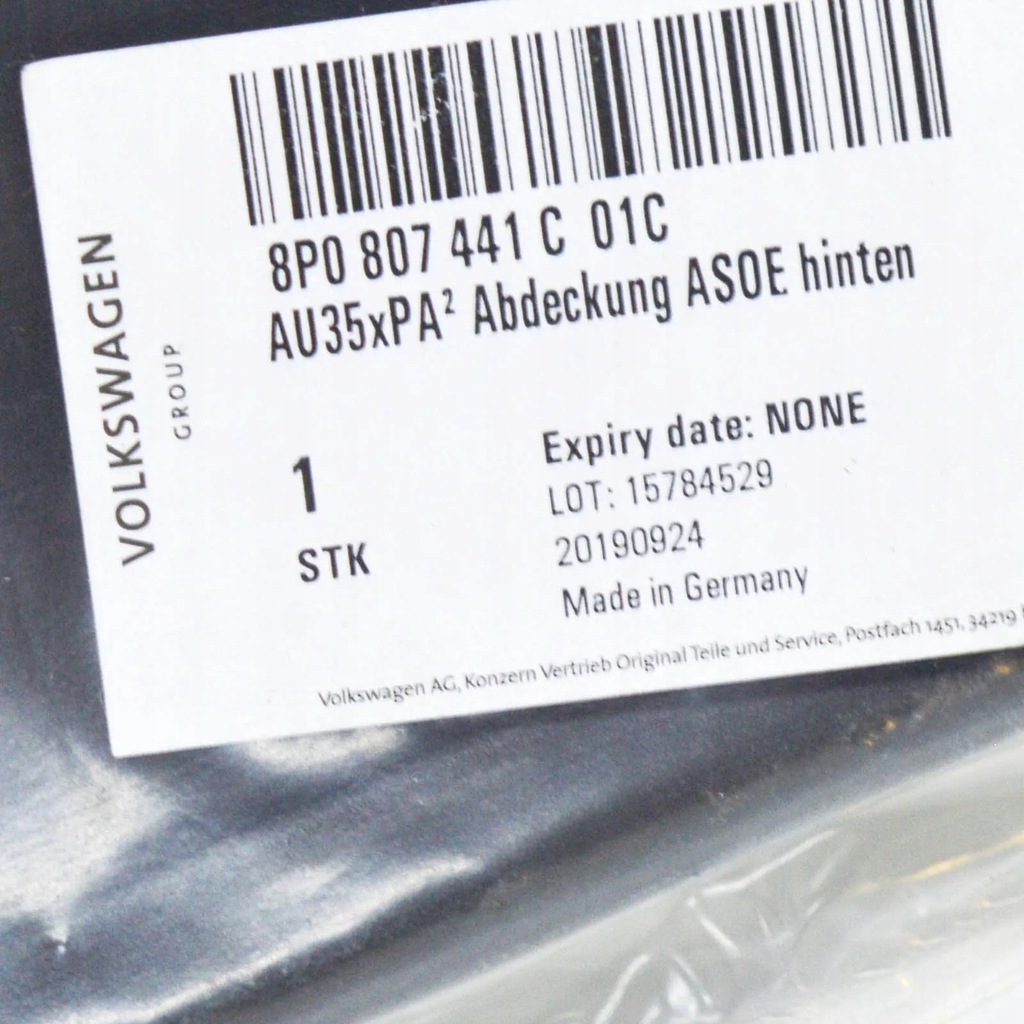 VOLKSWAGEN
GROUP
8P0 807 441 C 01C
AU35xPA² Abdeckung ASOE hinten
1
STK
Expiry date: NONE
LOT: 15784529
20190924
Made in Germany
Volkswagen AG, Konzern Vertrieb Original Teile und Service, Postfach 1451, 34219